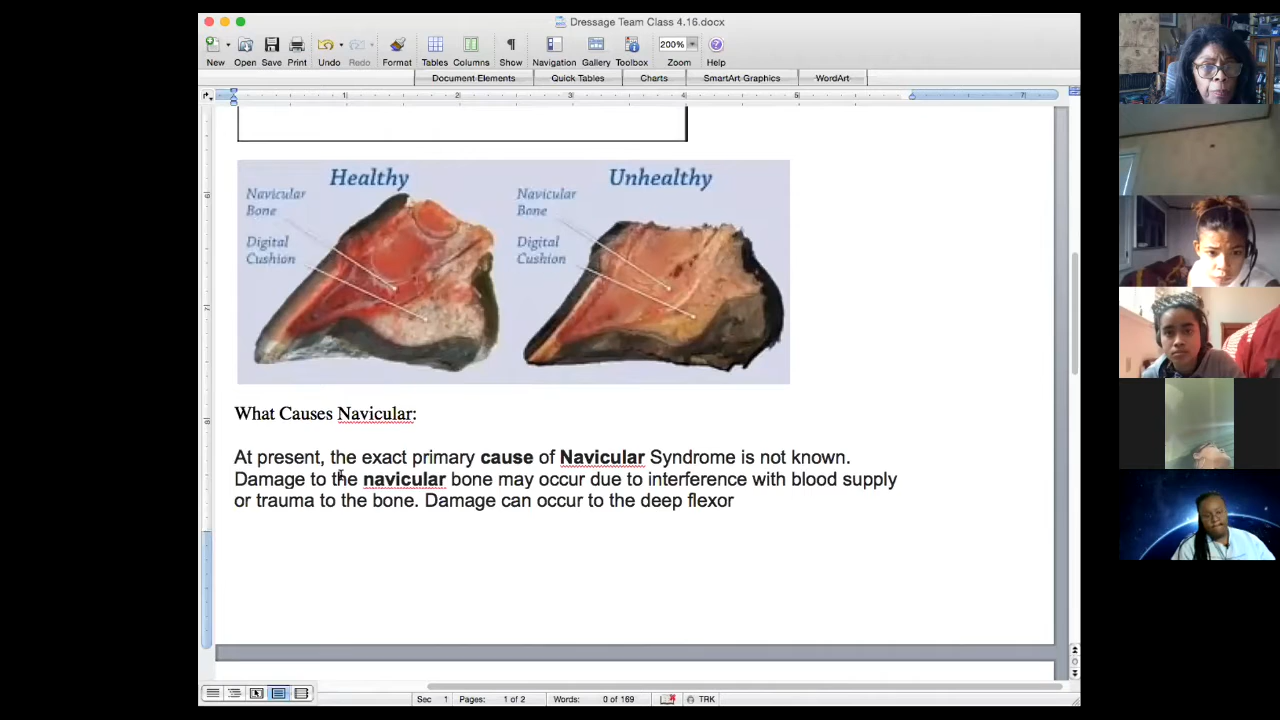 Dressage Team Class 4.16.docx
New Open Save Print Undo Redo Format Tables Columns Show Navigation Gallery Toolbox Zoom Help
200%
Document Elements Quick Tables Charts SmartArt Graphics WordArt
Healthy
Navicular
Bone
Digital
Cushion
Unhealthy
Navicular
Bone
Digital
Cushion
What Causes Navicular:
At present, the exact primary cause of Navicular Syndrome is not known.
Damage to the navicular bone may occur due to interference with blood supply
or trauma to the bone. Damage can occur to the deep flexor
Sec 1 Pages: 1 of 2 Words: 0 of 169 TRK